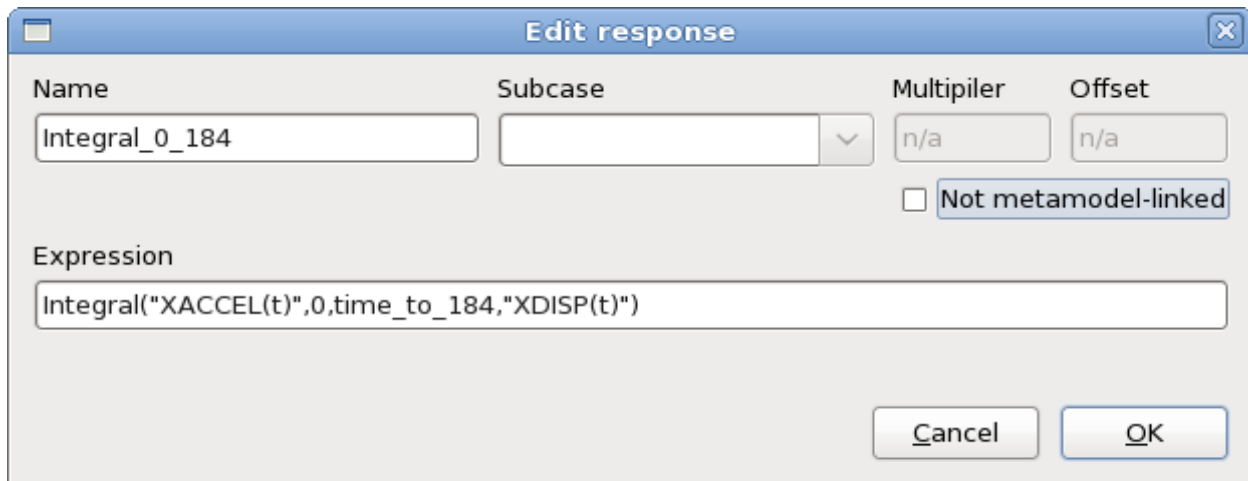 Edit response
Name Subcase Multipiler Offset
Integral_0_184 n/a n/a
Not metamodel-linked
Expression
Integral("XACCEL(t)",0,time_to_184,"XDISP(t)")
Cancel OK